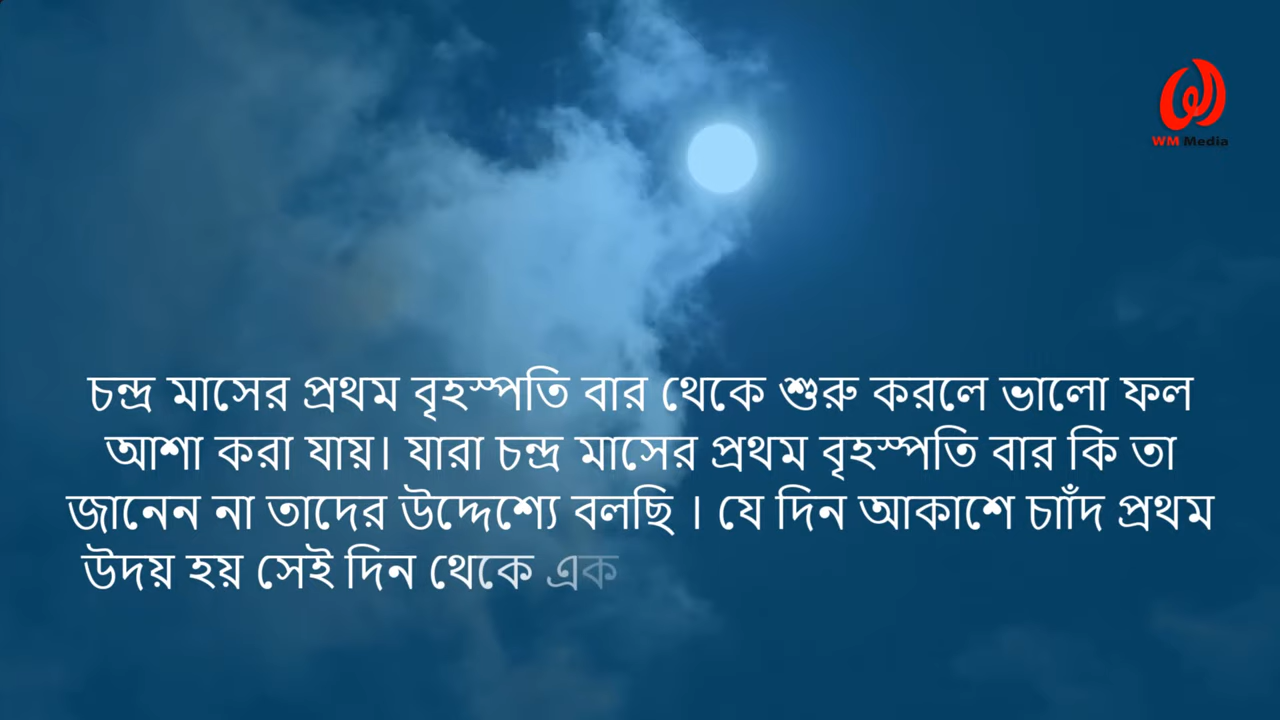 WM Media
চন্দ্র মাসের প্রথম বৃহস্পতি বার থেকে শুরু করলে ভালো ফল
আশা করা যায়। যারা চন্দ্র মাসের প্রথম বৃহস্পতি বার কি তা
জানেন না তাদের উদ্দেশ্যে বলছি । যে দিন আকাশে চাাঁদ প্রথম
উদয় হয় সেই দিন থেকে এক